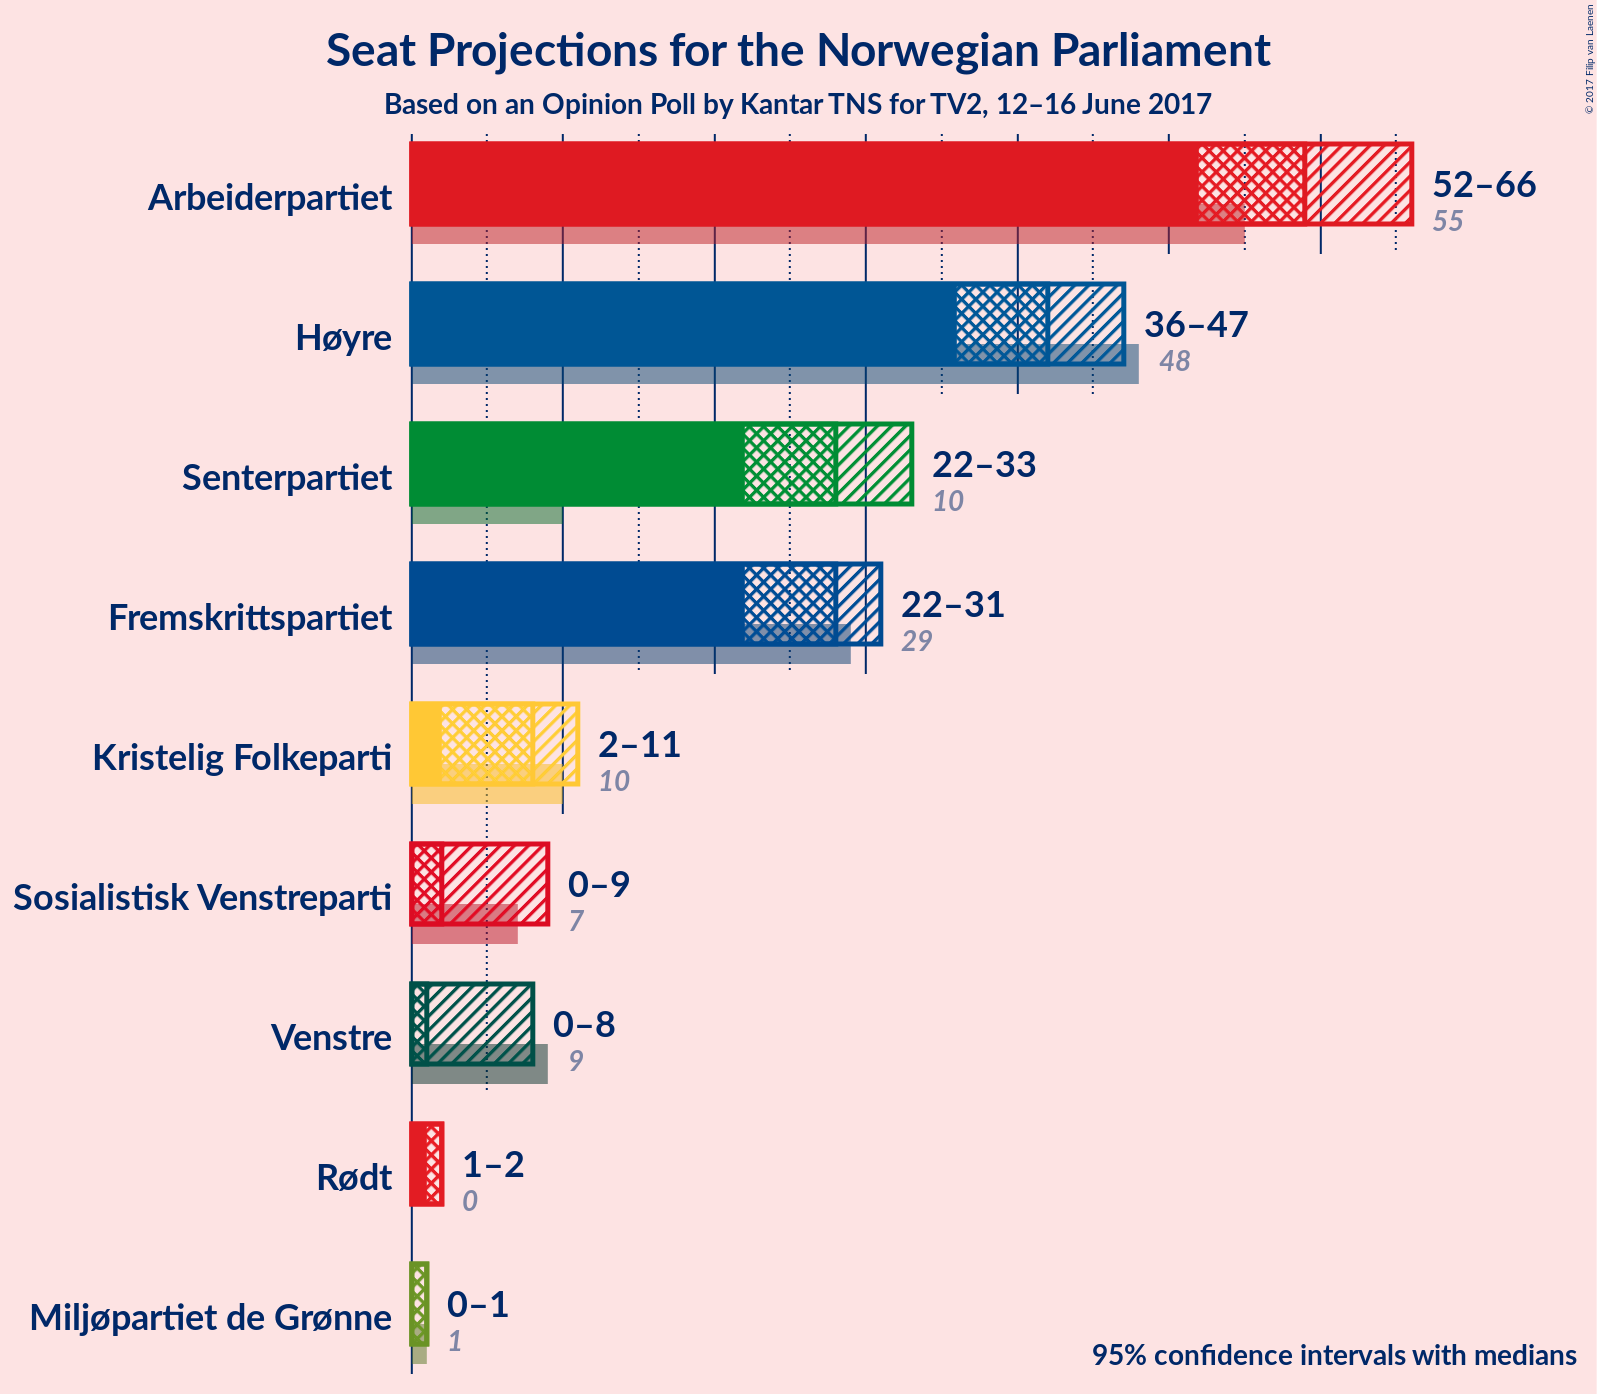 Seat Projections for the Norwegian Parliament
Based on an Opinion Poll by Kantar TNS for TV2, 12–16 June 2017
© 2017 Filip van Laenen
Arbeiderpartiet
52–66
55
Høyre
36–47
48
Senterpartiet
22–33
10
Fremskrittspartiet
22–31
29
Kristelig Folkeparti
2–11
10
Sosialistisk Venstreparti
0–9
7
Venstre
0–8
9
Rødt
1–2
0
Miljøpartiet de Grønne
0–1
1
95% confidence intervals with medians